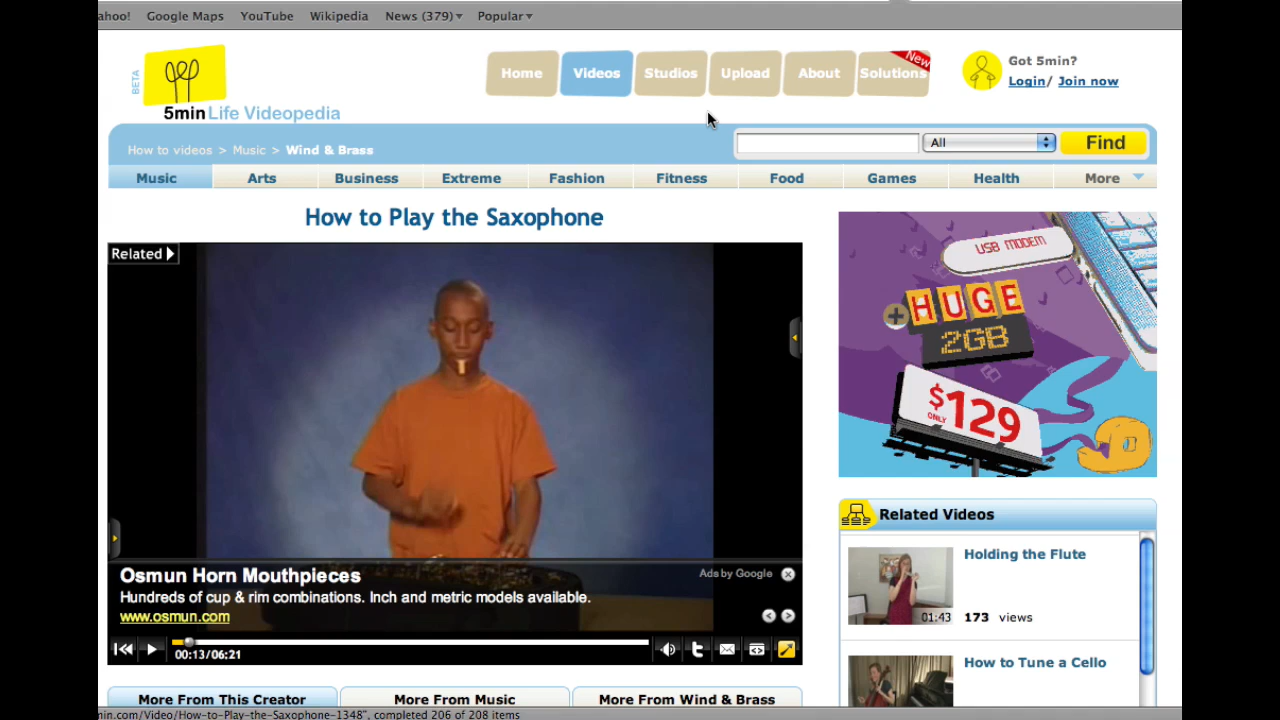 ahoo! Google Maps YouTube Wikipedia News (379)▾ Popular▾
BETA
5min Life Videopedia
Home Videos Studios Upload About Solutions New
Got 5min?
Login/ Join now
How to videos > Music > Wind & Brass
All Find
Music Arts Business Extreme Fashion Fitness Food Games Health More
How to Play the Saxophone
Related
USB MODEM
+ HUGE
2GB
ONLY $129
Osmun Horn Mouthpieces
Ads by Google
Hundreds of cup & rim combinations. Inch and metric models available.
www.osmun.com
00:13/06:21
Related Videos
Holding the Flute
01:43
173 views
How to Tune a Cello
More From This Creator More From Music More From Wind & Brass
min.com/Video/How-to-Play-the-Saxophone-1348", completed 206 of 208 items